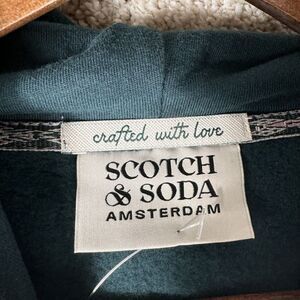 crafted with love
SCOTCH
& SODA
AMSTERDAM